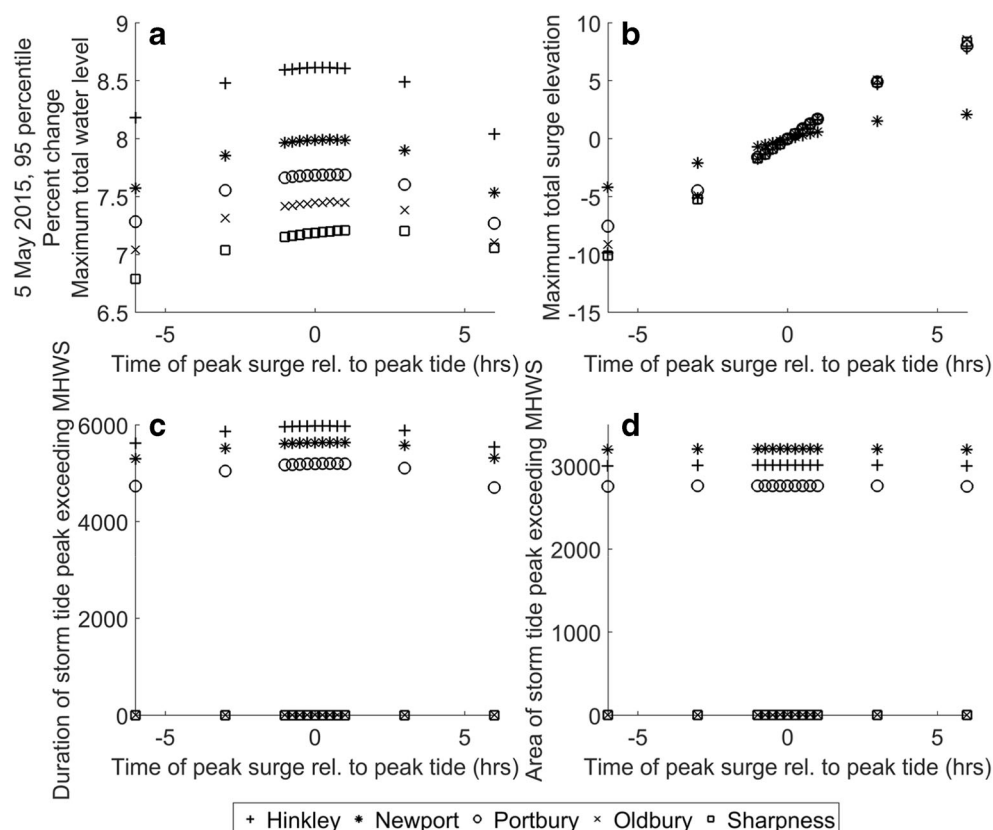 5 May 2015, 95 percentile
Percent change
Maximum total water level
a
9
8.5
8
7.5
7
6.5
-5
0
5
Time of peak surge rel. to peak tide (hrs)
Maximum total surge elevation
b
10
5
0
-5
-10
-15
-5
0
5
Time of peak surge rel. to peak tide (hrs)
Duration of storm tide peak exceeding MHWS
c
6000
4000
2000
0
-5
0
5
Time of peak surge rel. to peak tide (hrs)
Area of storm tide peak exceeding MHWS
d
3000
2000
1000
0
-5
0
5
Time of peak surge rel. to peak tide (hrs)
Hinkley Newport Portbury Oldbury Sharpness